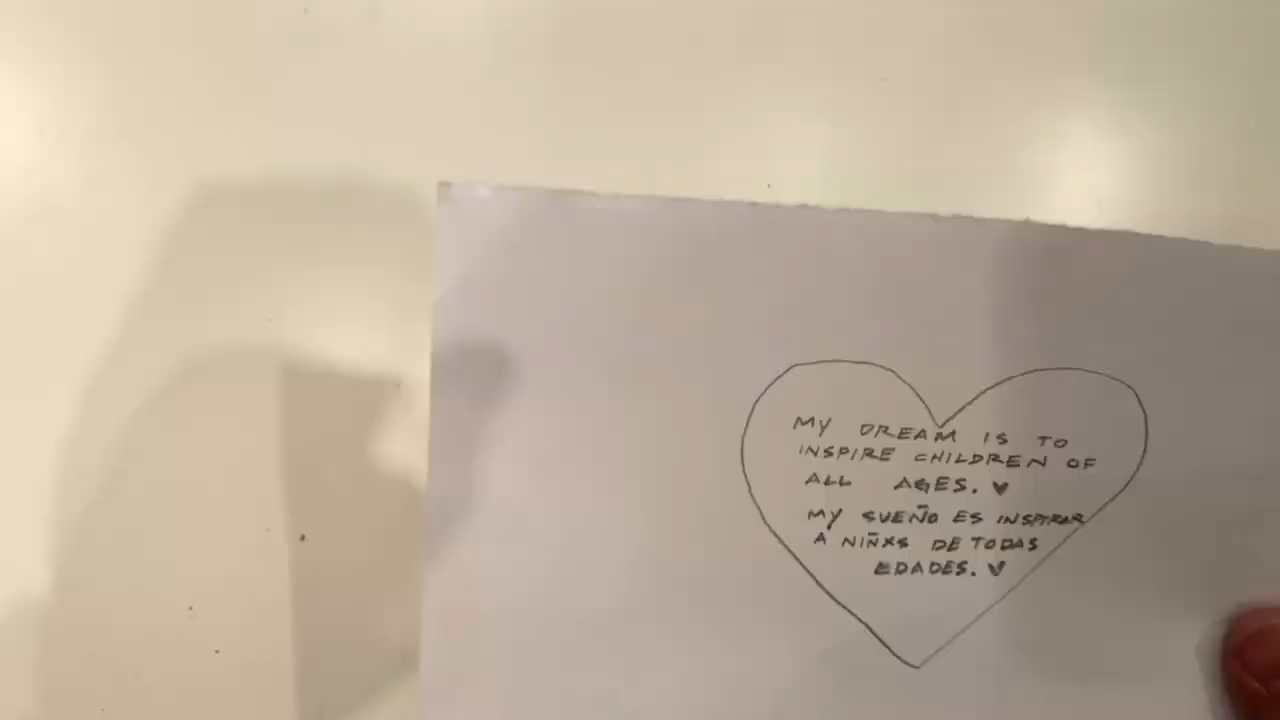 MY DREAM IS TO
INSPIRE CHILDREN OF
ALL AGES. ♥
MY SUEÑO ES INSPIRAR
A NIÑXS DE TODAS
EDADES. ♥